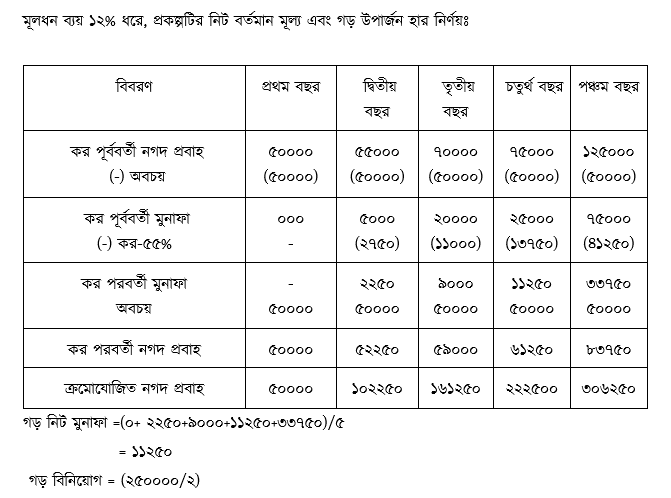 মূলধন ব্যয় ১২% ধরে, প্রকল্পটির নিট বর্তমান মূল্য এবং গড় উপার্জন হার নির্ণয়ঃ
বিবরণ প্রথম বছর দ্বিতীয় বছর তৃতীয় বছর চতুর্থ বছর পঞ্চম বছর
কর পূর্ববর্তী নগদ প্রবাহ ৫০০০০ ৫৫০০০ ৭০০০০ ৭৫০০০ ১২৫০০০
(-) অবচয় (৫০০০০) (৫০০০০) (৫০০০০) (৫০০০০) (৫০০০০)
কর পূর্ববর্তী মুনাফা ০০০ ৫০০০ ২০০০০ ২৫০০০ ৭৫০০০
(-) কর-৫৫% - (২৭৫০) (১১০০০) (১৩৭৫০) (৪১২৫০)
কর পরবর্তী মুনাফা - ২২৫০ ৯০০০ ১১২৫০ ৩৩৭৫০
অবচয় ৫০০০০ ৫০০০০ ৫০০০০ ৫০০০০ ৫০০০০
কর পরবর্তী নগদ প্রবাহ ৫০০০০ ৫২২৫০ ৫৯০০০ ৬১২৫০ ৮৩৭৫০
ক্রমোযোজিত নগদ প্রবাহ ৫০০০০ ১০২২৫০ ১৬১২৫০ ২২২৫০০ ৩০৬২৫০
গড় নিট মুনাফা =(০+ ২২৫০+৯০০০+১১২৫০+৩৩৭৫০)/৫
= ১১২৫০
গড় বিনিয়োগ = (২৫০০০০/২)